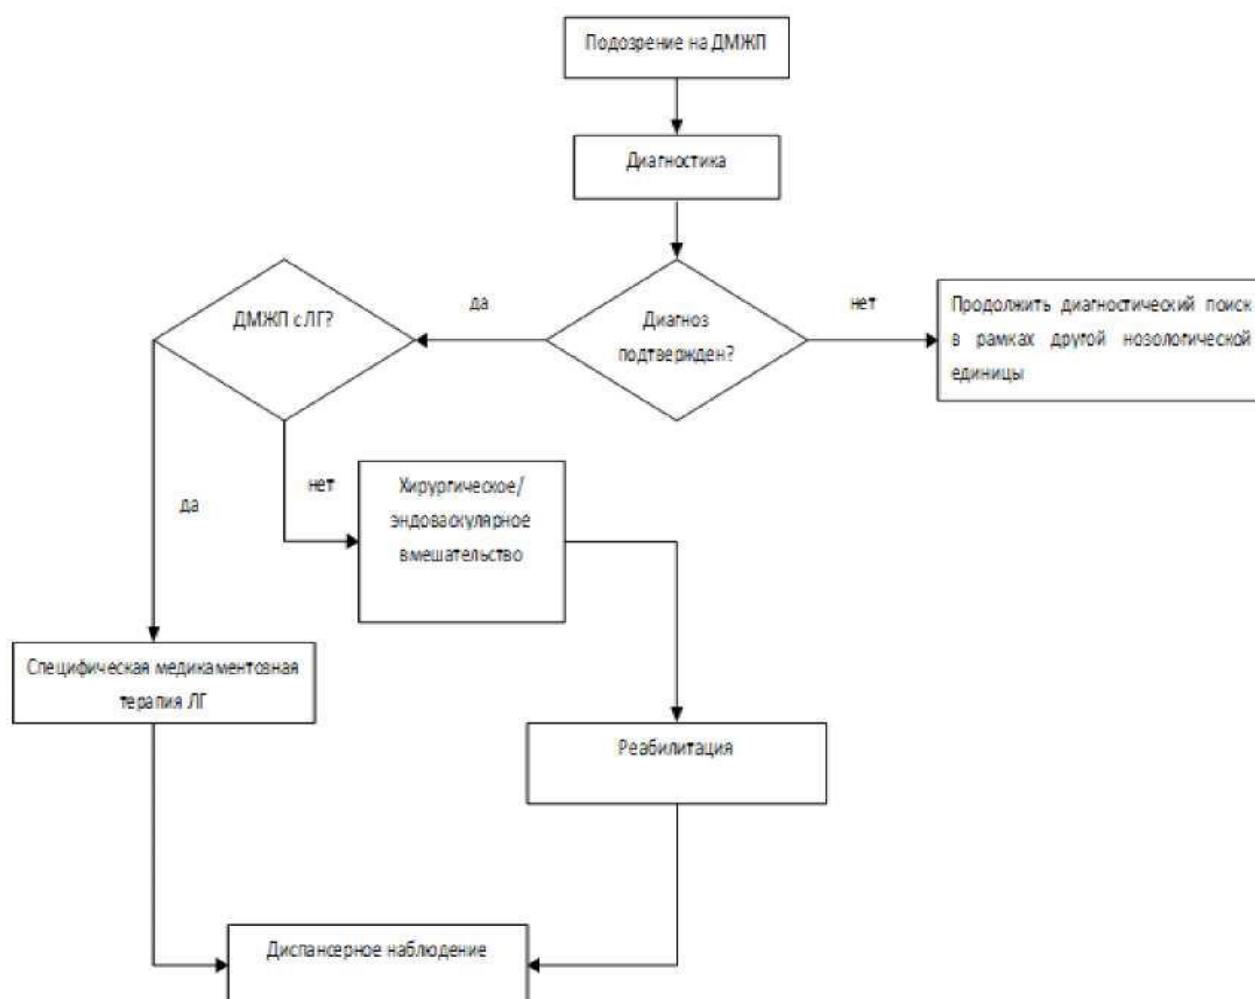 Подозрение на ДМЖП
Диагностика
Диагноз
подтвержден?
да
нет
Продолжить диагностический поиск
в рамках другой нозологической
единицы
ДМЖП с ЛГ?
да
нет
Хирургическое/
эндоваскулярное
вмешательство
Специфическая медикаментовная
терапия ЛГ
Реабилитация
Диспансерное наблюдение